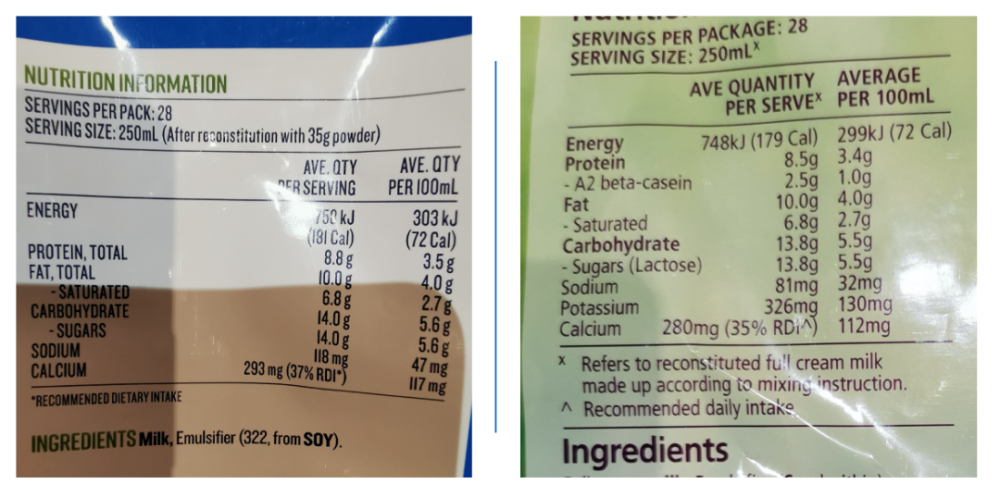 NUTRITION INFORMATION
SERVINGS PER PACK: 28
SERVING SIZE: 250mL (After reconstitution with 35g powder)
AVE. QTY PER SERVING AVE. QTY PER 100mL
ENERGY 750 kJ 303 kJ
(181 Cal) (72 Cal)
PROTEIN, TOTAL 8.8 g 3.5 g
FAT, TOTAL 10.0 g 4.0 g
- SATURATED 6.8 g 2.7 g
CARBOHYDRATE 14.0 g 5.6 g
- SUGARS 14.0 g 5.6 g
SODIUM 118 mg 47 mg
CALCIUM 293 mg (37% RDI*) 117 mg
*RECOMMENDED DIETARY INTAKE
INGREDIENTS Milk, Emulsifier (322, from SOY).
SERVINGS PER PACKAGE: 28
SERVING SIZE: 250mLx
AVE QUANTITY PER SERVEx AVERAGE PER 100mL
Energy 748kJ (179 Cal) 299kJ (72 Cal)
Protein 8.5g 3.4g
- A2 beta-casein 2.5g 1.0g
Fat 10.0g 4.0g
- Saturated 6.8g 2.7g
Carbohydrate 13.8g 5.5g
- Sugars (Lactose) 13.8g 5.5g
Sodium 81mg 32mg
Potassium 326mg 130mg
Calcium 280mg (35% RDI^) 112mg
x Refers to reconstituted full cream milk
made up according to mixing instruction.
^ Recommended daily intake.
Ingredients